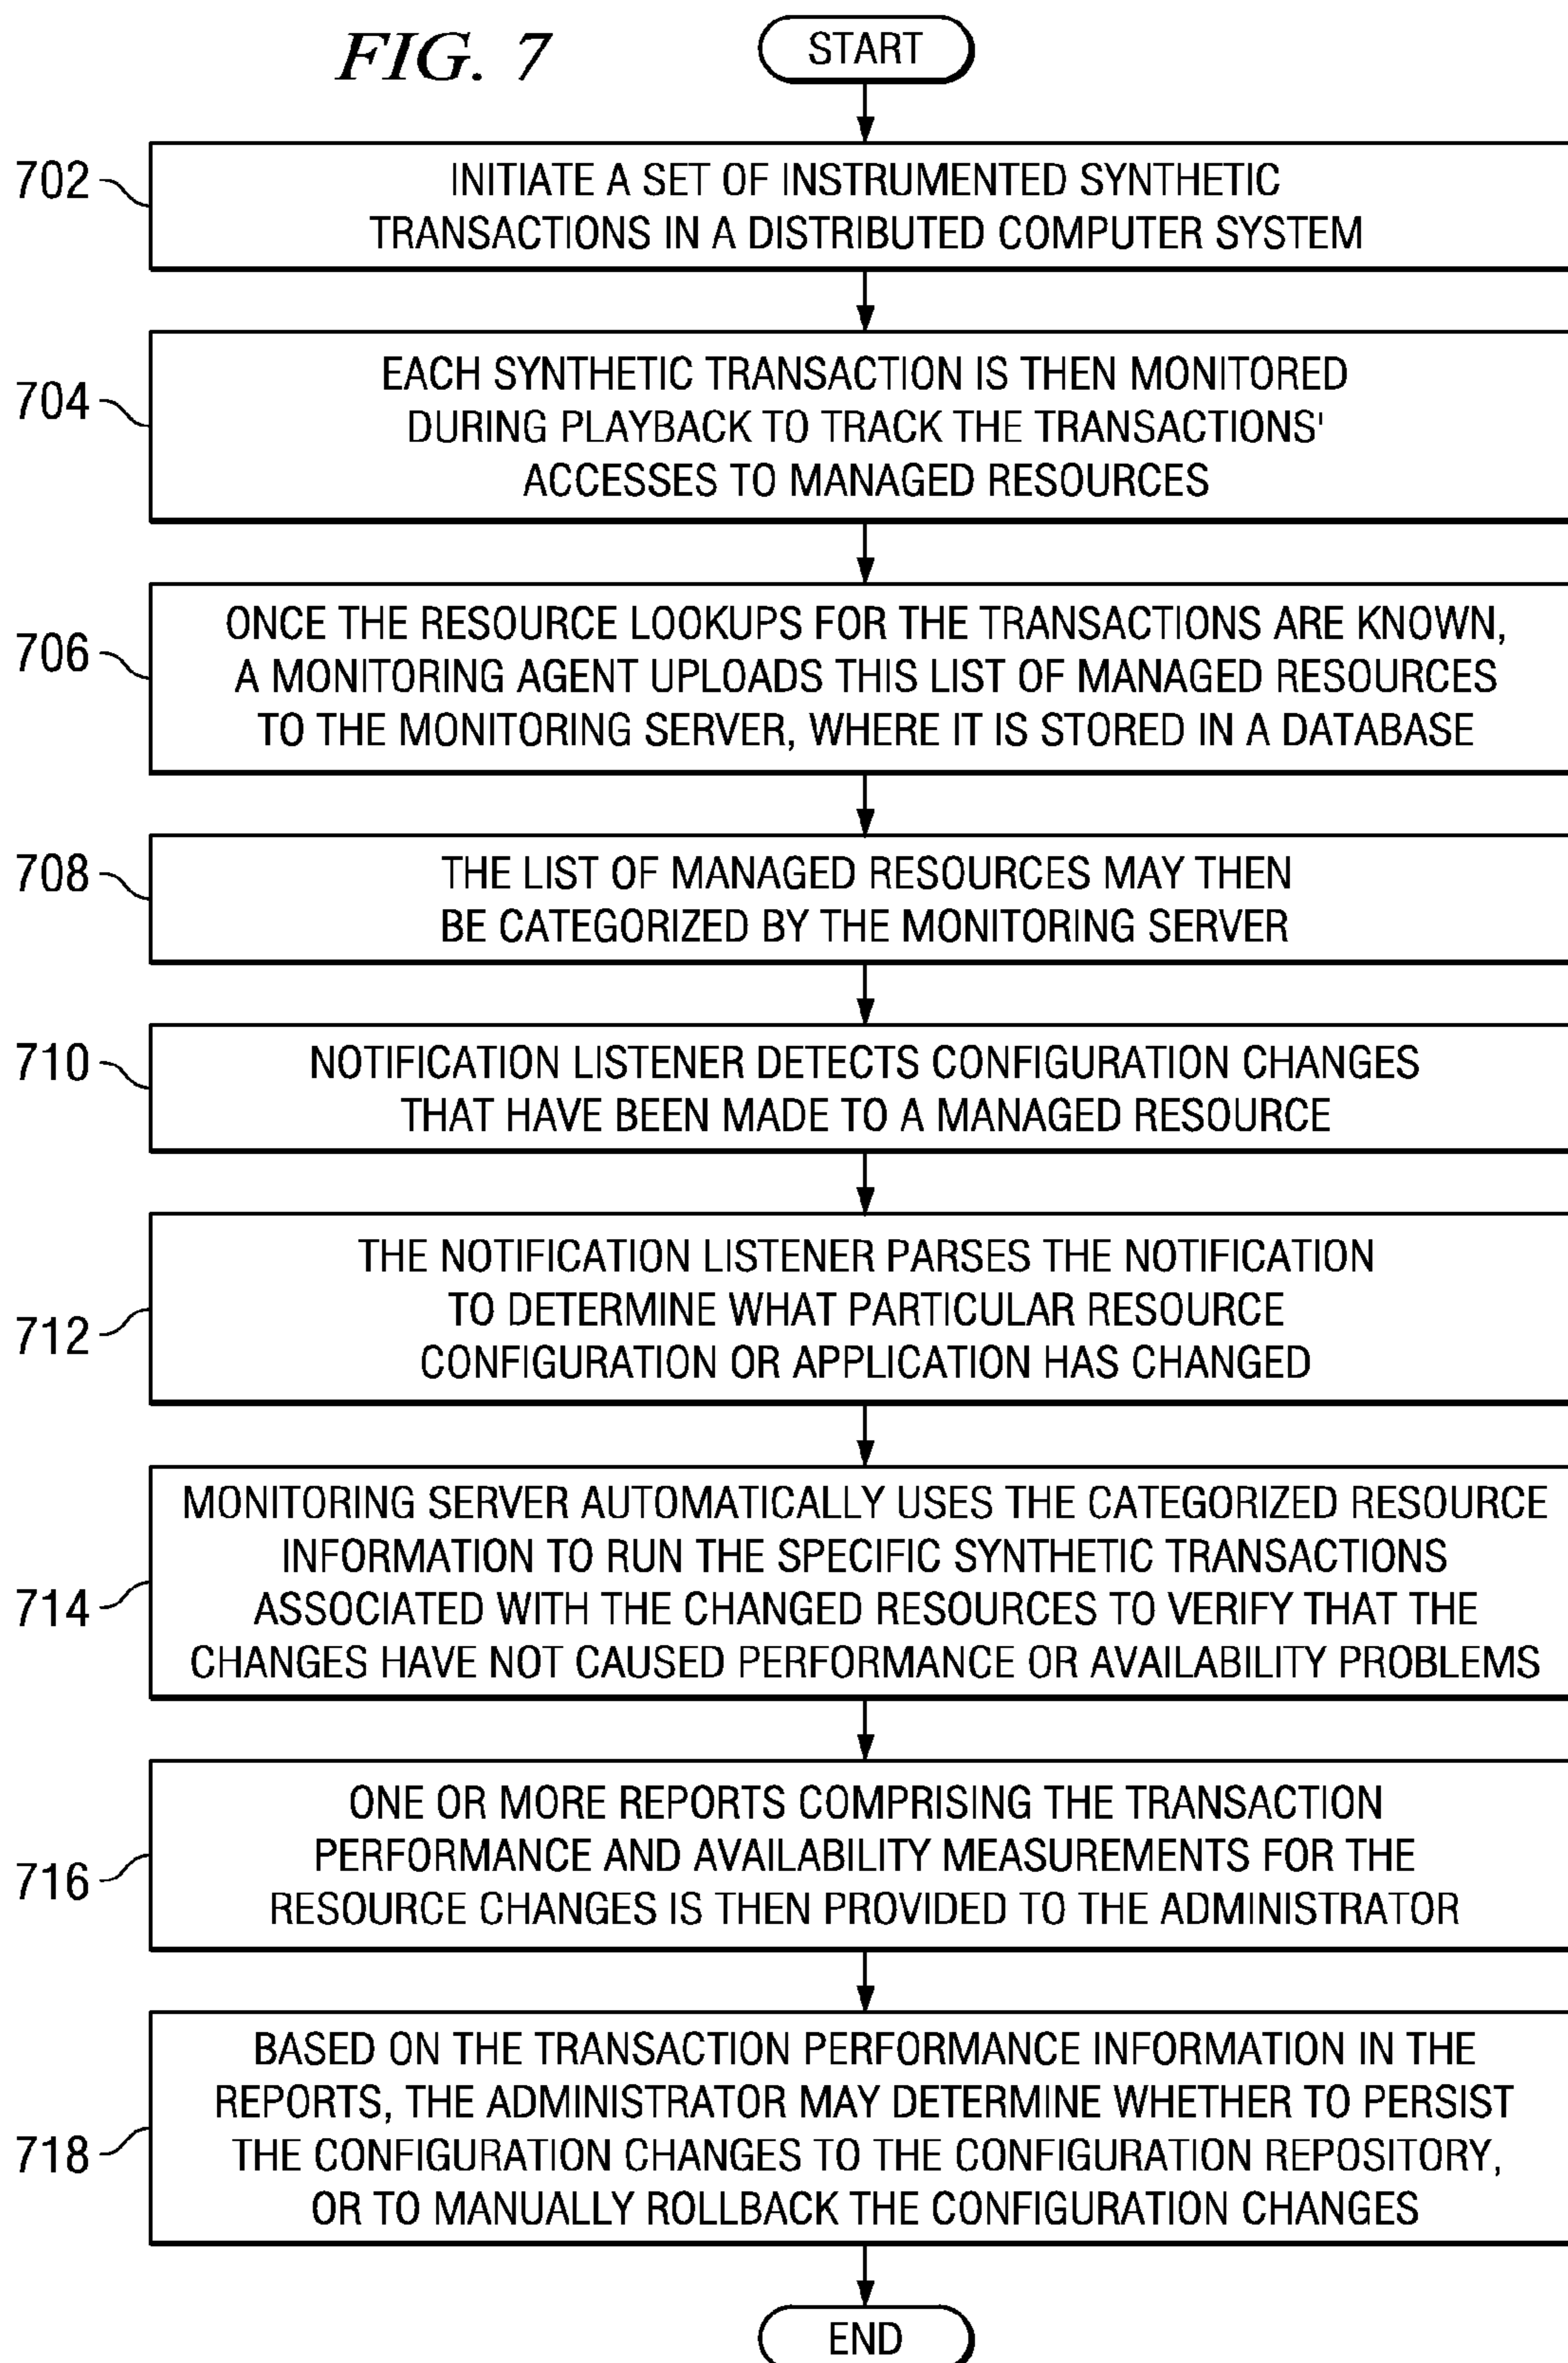 FIG. 7
START
702
INITIATE A SET OF INSTRUMENTED SYNTHETIC
TRANSACTIONS IN A DISTRIBUTED COMPUTER SYSTEM
704
EACH SYNTHETIC TRANSACTION IS THEN MONITORED
DURING PLAYBACK TO TRACK THE TRANSACTIONS'
ACCESSES TO MANAGED RESOURCES
706
ONCE THE RESOURCE LOOKUPS FOR THE TRANSACTIONS ARE KNOWN,
A MONITORING AGENT UPLOADS THIS LIST OF MANAGED RESOURCES
TO THE MONITORING SERVER, WHERE IT IS STORED IN A DATABASE
708
THE LIST OF MANAGED RESOURCES MAY THEN
BE CATEGORIZED BY THE MONITORING SERVER
710
NOTIFICATION LISTENER DETECTS CONFIGURATION CHANGES
THAT HAVE BEEN MADE TO A MANAGED RESOURCE
712
THE NOTIFICATION LISTENER PARSES THE NOTIFICATION
TO DETERMINE WHAT PARTICULAR RESOURCE
CONFIGURATION OR APPLICATION HAS CHANGED
714
MONITORING SERVER AUTOMATICALLY USES THE CATEGORIZED RESOURCE
INFORMATION TO RUN THE SPECIFIC SYNTHETIC TRANSACTIONS
ASSOCIATED WITH THE CHANGED RESOURCES TO VERIFY THAT THE
CHANGES HAVE NOT CAUSED PERFORMANCE OR AVAILABILITY PROBLEMS
716
ONE OR MORE REPORTS COMPRISING THE TRANSACTION
PERFORMANCE AND AVAILABILITY MEASUREMENTS FOR THE
RESOURCE CHANGES IS THEN PROVIDED TO THE ADMINISTRATOR
718
BASED ON THE TRANSACTION PERFORMANCE INFORMATION IN THE
REPORTS, THE ADMINISTRATOR MAY DETERMINE WHETHER TO PERSIST
THE CONFIGURATION CHANGES TO THE CONFIGURATION REPOSITORY,
OR TO MANUALLY ROLLBACK THE CONFIGURATION CHANGES
END